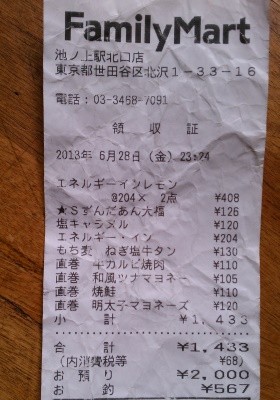 FamilyMart
池ノ上駅北口店
東京都世田谷区北沢1-33-16
電話：03-3468-7091
領 収 証
2013年 6月28日（金）23:24
エネルギーインレモン
@204× 2点 ¥408
★Sずんだあん大福 ¥126
塩キャラメル ¥120
エネルギー・イン ¥204
もち麦 ねぎ塩牛タン ¥130
直巻 牛カルビ焼肉 ¥110
直巻 和風ツナマヨネー ¥105
直巻 焼鮭 ¥110
直巻 明太子マヨネーズ ¥120
小 計 ¥1,433
合 計 ¥1,433
（内消費税等 ¥68）
お 預 り ¥2,000
お 釣 ¥567